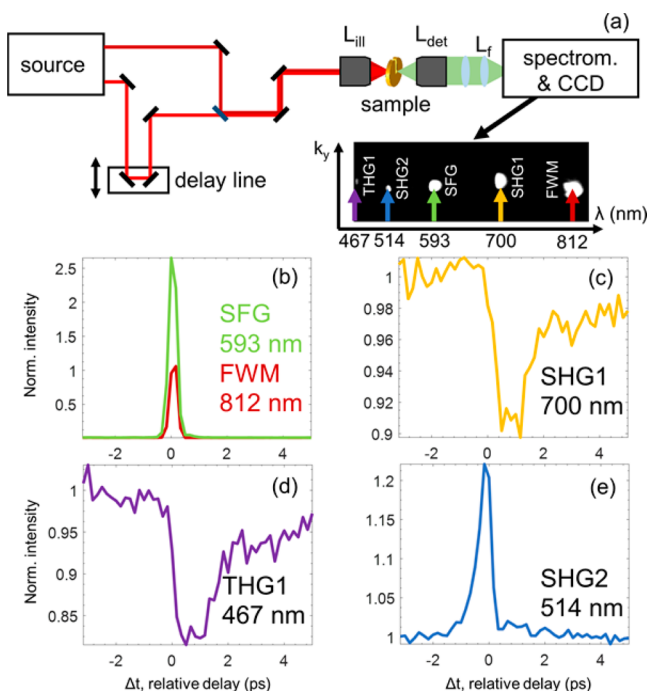 (a)
source
L_ill
L_det
L_f
spectrom.
& CCD
sample
delay line
k_y
THG1
SHG2
SFG
SHG1
FWM
λ (nm)
467 514 593 700 812
(b)
SFG
593 nm
FWM
812 nm
Norm. intensity
2.5
2
1.5
1
0.5
-2 0 2 4
(c)
SHG1
700 nm
1
0.98
0.96
0.94
0.92
0.9
-2 0 2 4
(d)
THG1
467 nm
Norm. intensity
1
0.95
0.9
0.85
-2 0 2 4
Δt, relative delay (ps)
(e)
SHG2
514 nm
1.2
1.15
1.1
1.05
1
-2 0 2 4
Δt, relative delay (ps)